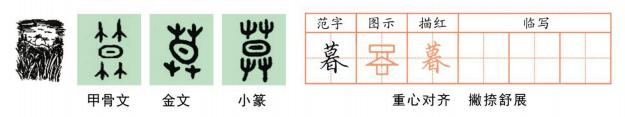 范字 图示 描红 临写
暮 暮
甲骨文 金文 小篆 重心对齐 撇捺舒展